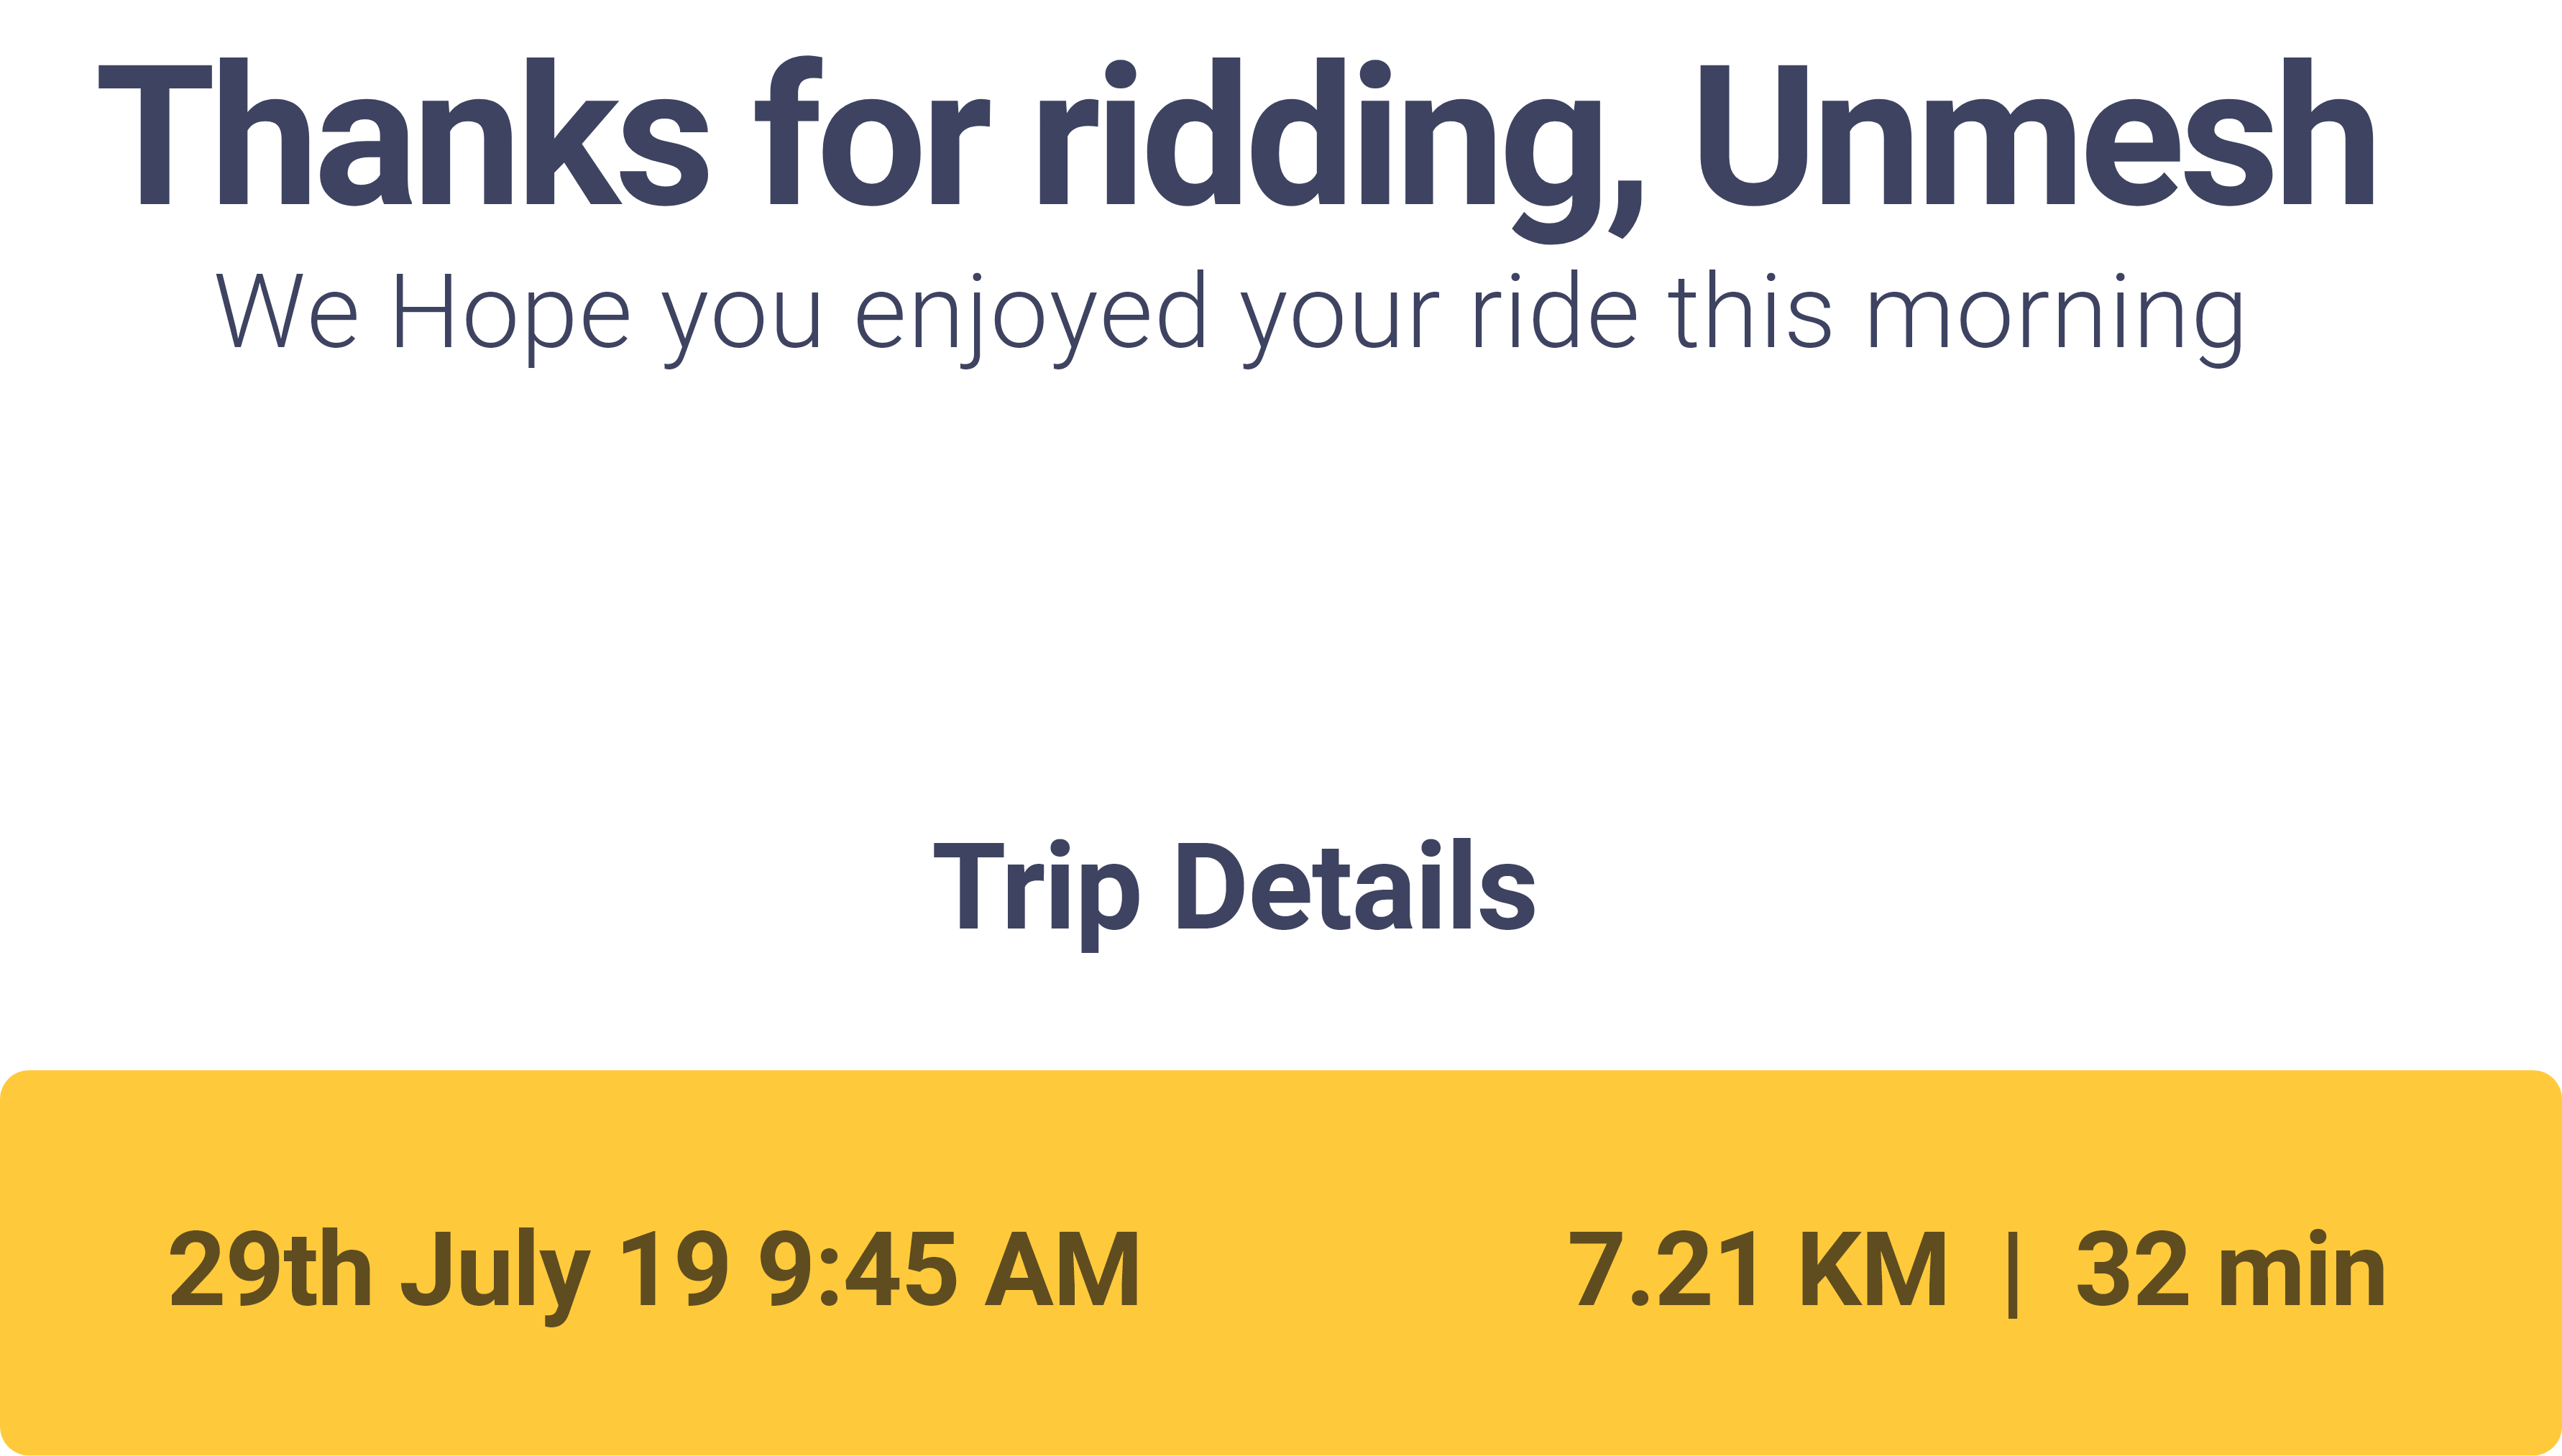 Thanks for ridding, Unmesh
We Hope you enjoyed your ride this morning
Trip Details
29th July 19 9:45 AM 7.21 KM | 32 min